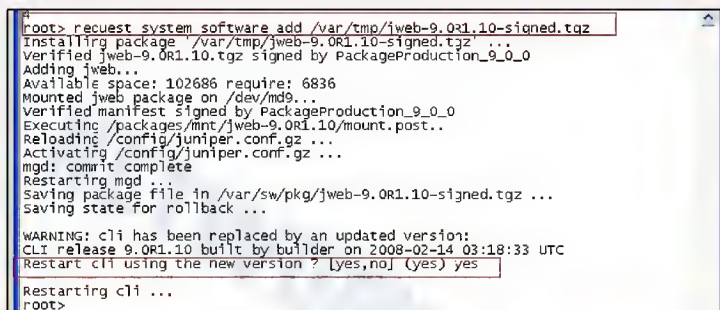 root> request system software add /var/tmp/jweb-9.0R1.10-signed.tgz
Installing package '/var/tmp/jweb-9.0R1.10-signed.tgz' ...
Verified jweb-9.0R1.10.tgz signed by PackageProduction_9_0_0
Adding jweb...
Available space: 102686 require: 6836
Mounted jweb package on /dev/md9...
Verified manifest signed by PackageProduction_9_0_0
Executing /packages/mnt/jweb-9.0R1.10/mount.post..
Reloading /config/juniper.conf.gz ...
Activating /config/juniper.conf.gz ...
mgd: commit complete
Restarting mgd ...
Saving package file in /var/sw/pkg/jweb-9.0R1.10-signed.tgz ...
Saving state for rollback ...
WARNING: cli has been replaced by an updated version:
CLI release 9.0R1.10 built by builder on 2008-02-14 03:18:33 UTC
Restart cli using the new version ? [yes,no] (yes) yes
Restarting cli ...
root>